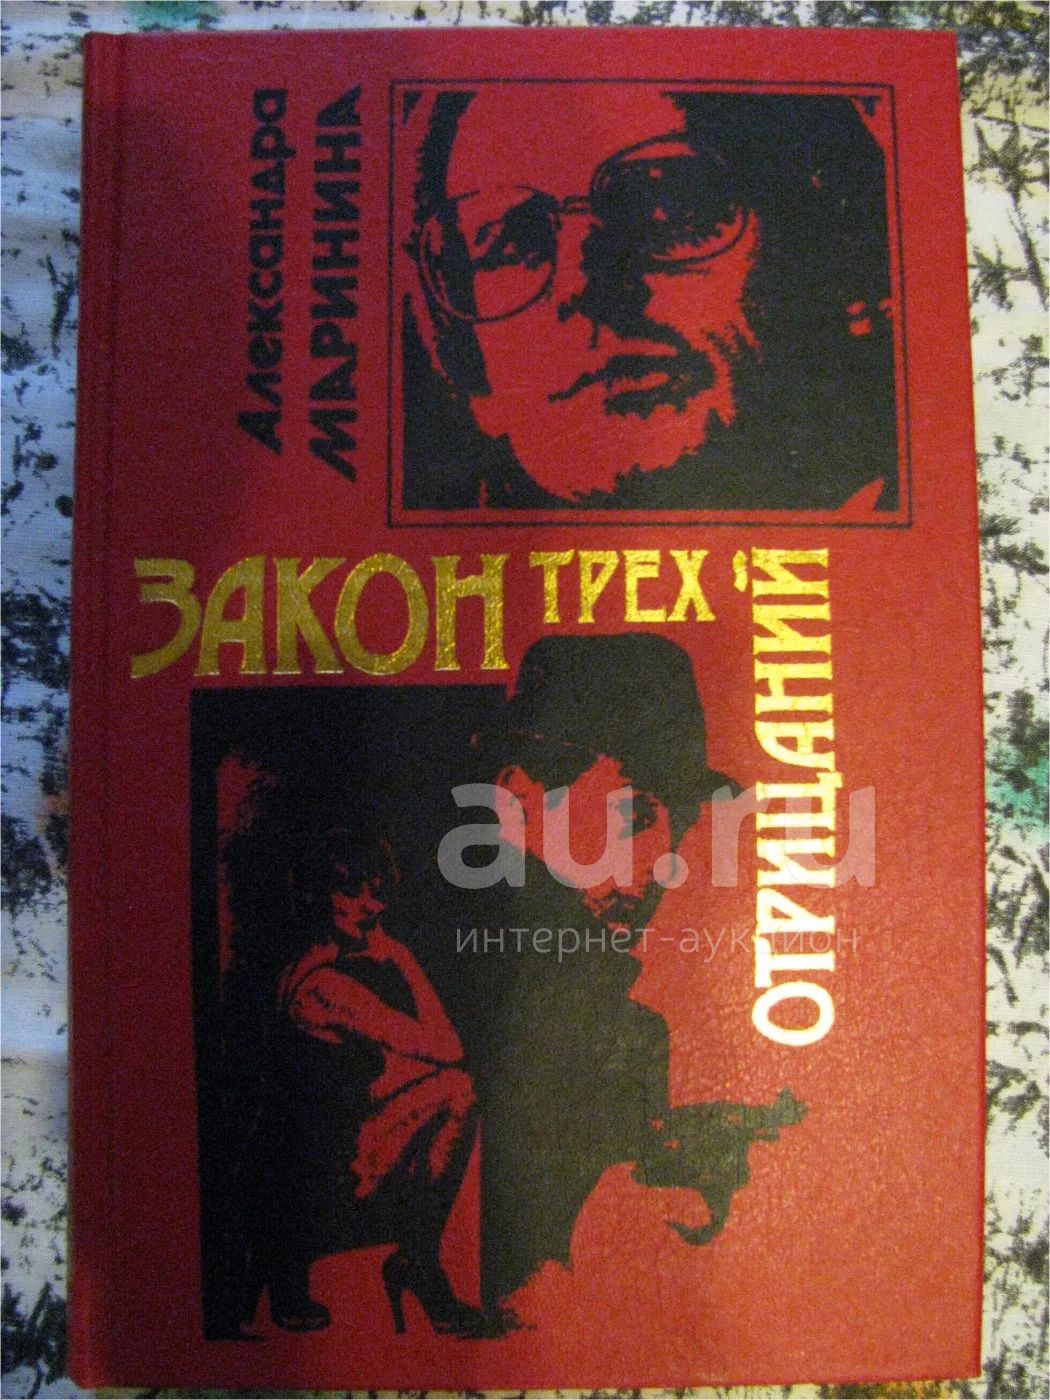 Александра
МАРИНИНА
ЗАКОН ТРЕХ
ОТРИЦАНИЙ
au.ru
интернет-аукцион